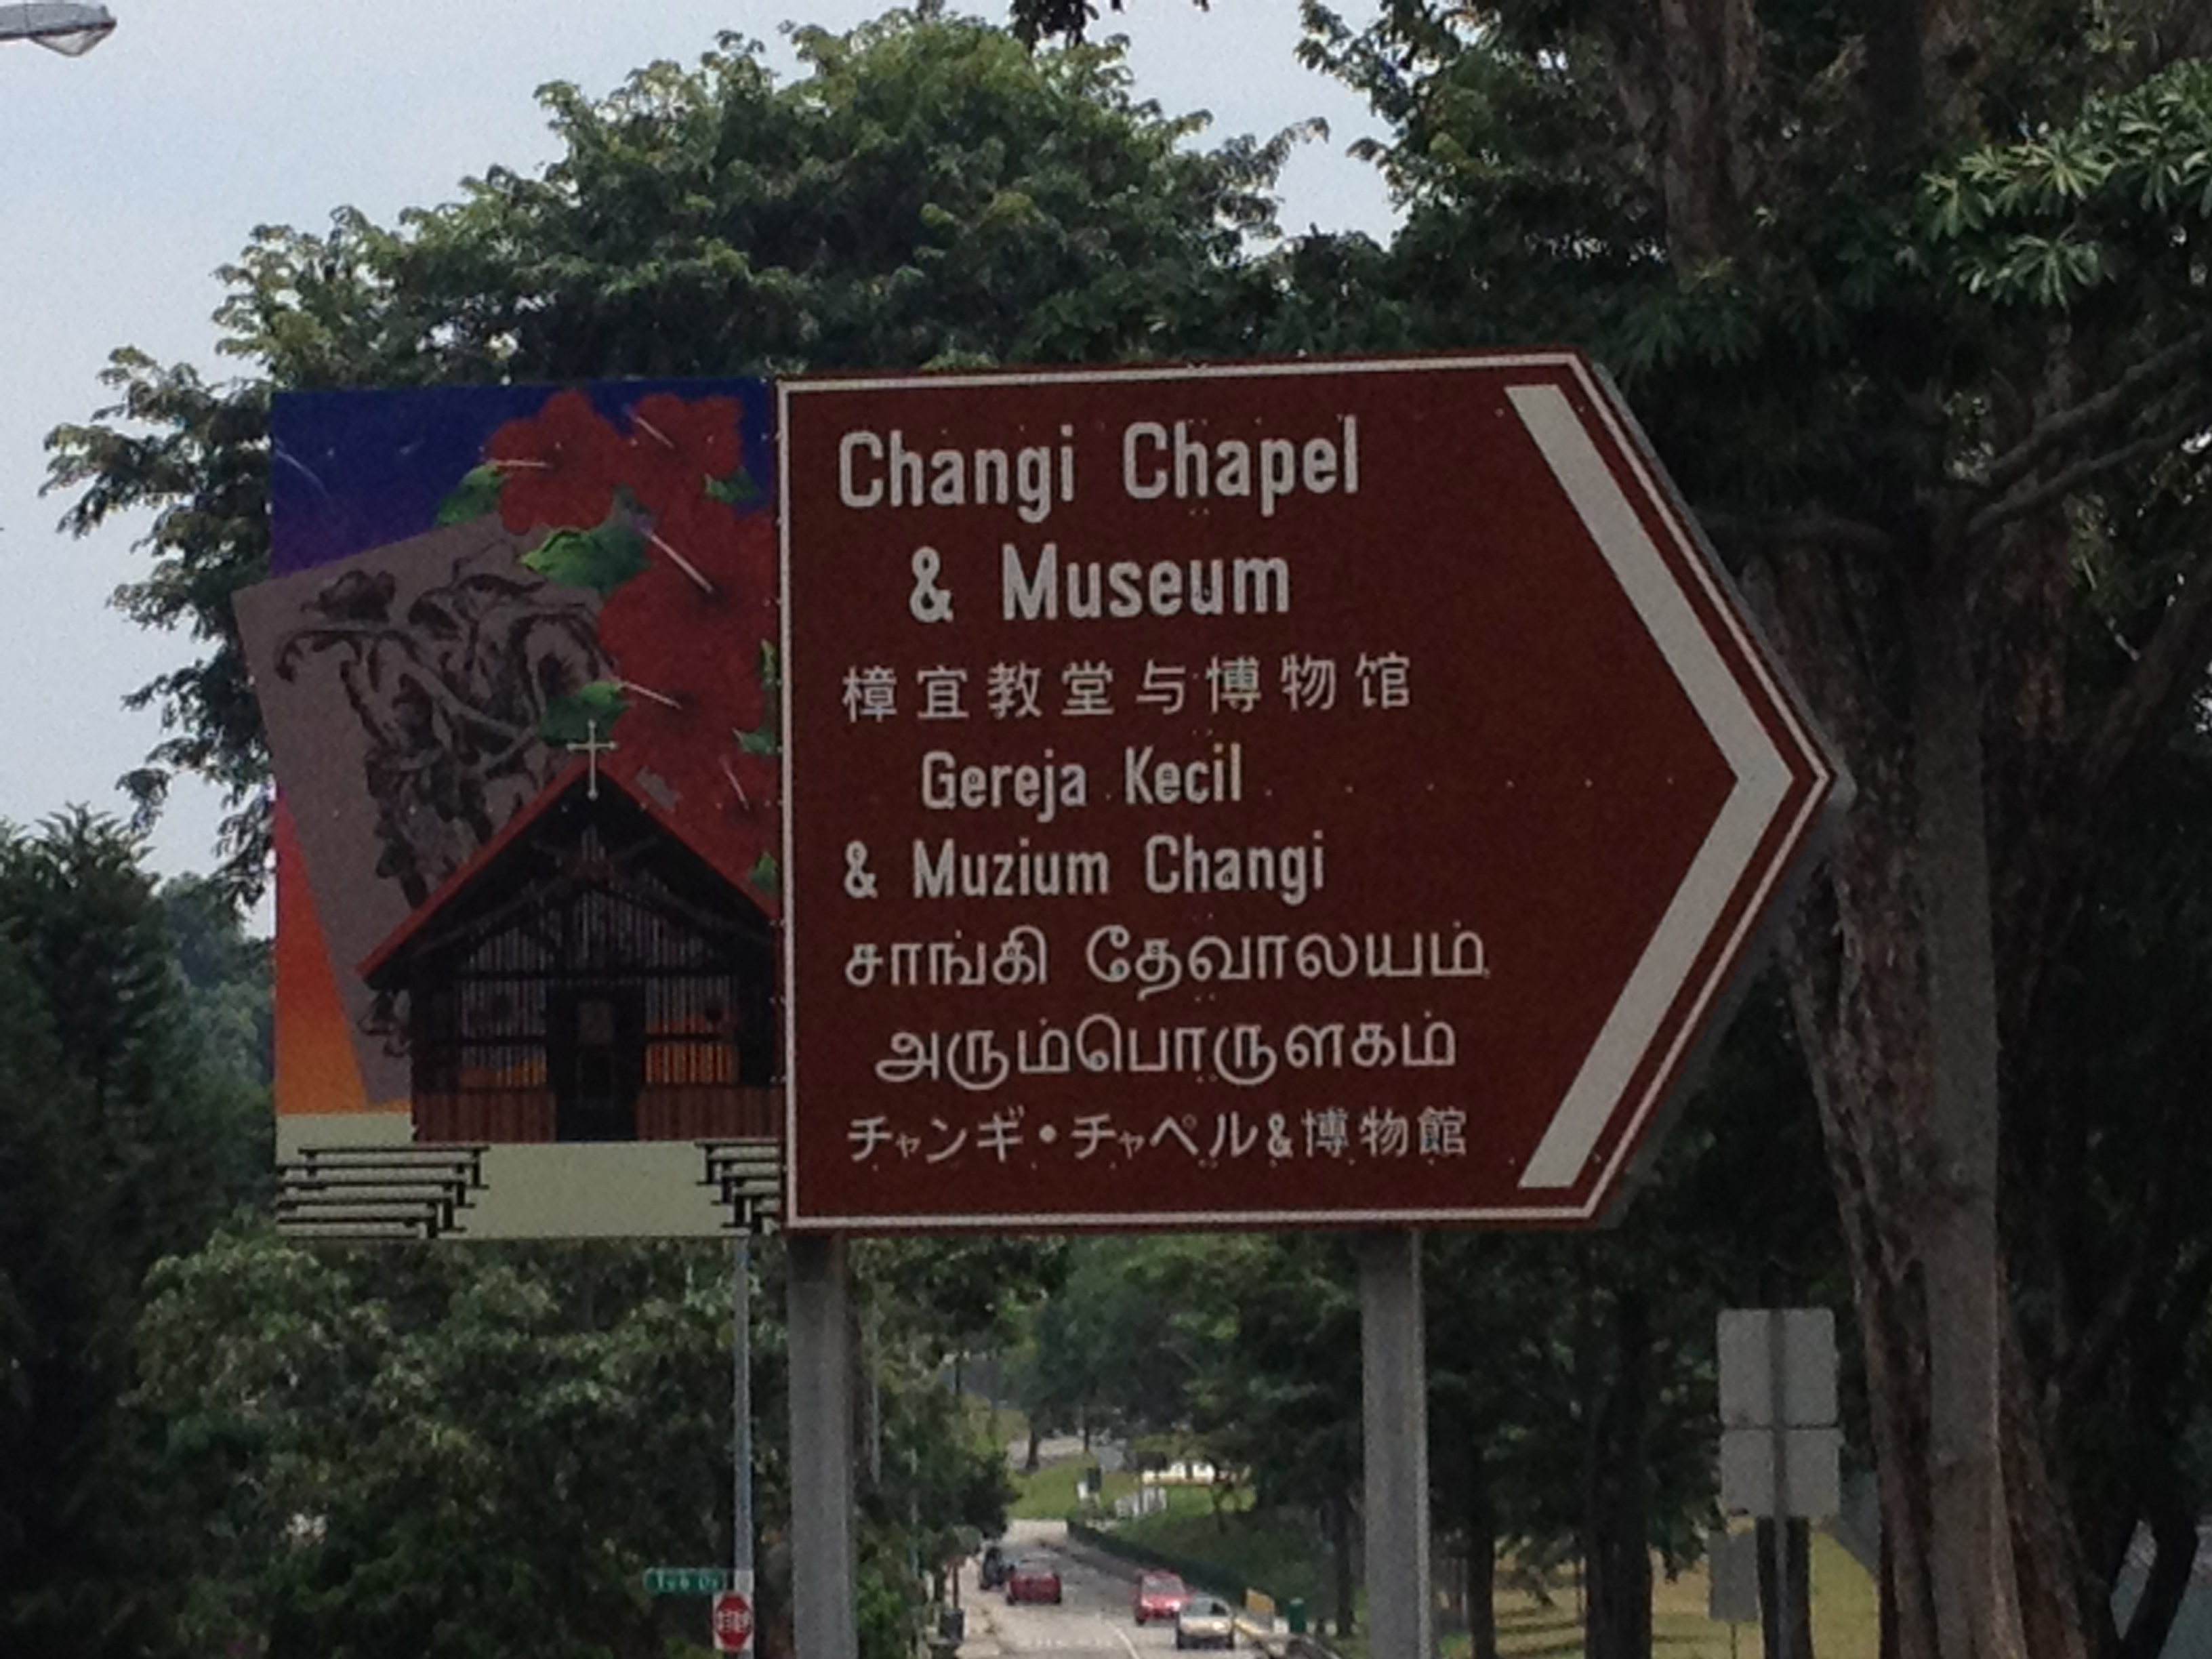 Changi Chapel
& Museum
樟宜教堂与博物馆
Gereja Kecil
& Muzium Changi
சாங்கி தேவாலயம்
அரும்பொருளகம்
チャンギ・チャペル&博物館